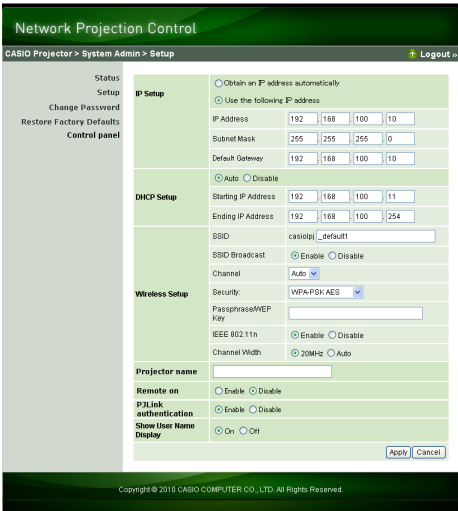 Network Projection Control
CASIO Projector > System Admin > Setup
Logout »
Status
Setup
Change Password
Restore Factory Defaults
Control panel
IP Setup
Obtain an IP address automatically
Use the following IP address
IP Address 192 . 168 . 100 . 10
Subnet Mask 255 . 255 . 255 . 0
Default Gateway 192 . 168 . 100 . 10
DHCP Setup
Auto Disable
Starting IP Address 192 . 168 . 100 . 11
Ending IP Address 192 . 168 . 100 . 254
Wireless Setup
SSID casiolpj _default1
SSID Broadcast Enable Disable
Channel Auto
Security: WPA-PSK AES
Passphrase/WEP
Key
IEEE 802.11n Enable Disable
Channel Width 20MHz Auto
Projector name
Remote on Enable Disable
PJLink
authentication Enable Disable
Show User Name
Display On Off
Apply Cancel
Copyright © 2010 CASIO COMPUTER CO., LTD. All Rights Reserved.